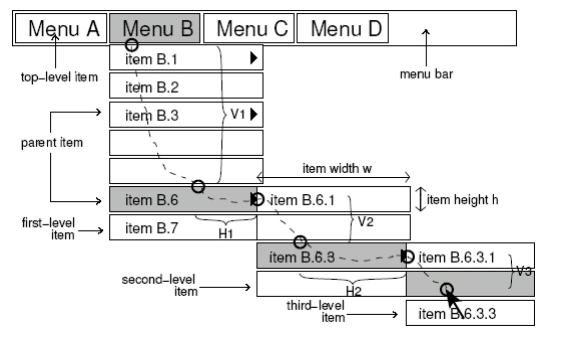 Menu A Menu B Menu C Menu D
top-level item
menu bar
item B.1
item B.2
item B.3
V1
parent item
item width w
item B.6
item B.6.1
item height h
first-level
item
item B.7
H1
V2
item B.6.3
item B.6.3.1
V3
second-level
item
H2
third-level
item
item B.6.3.3